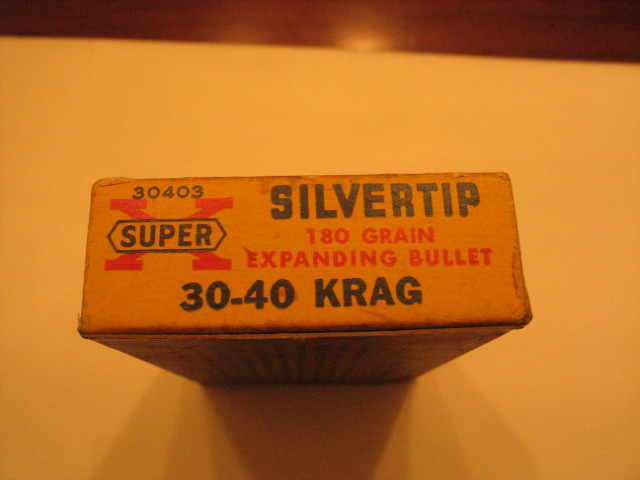 30403
X
SUPER
SILVERTIP
180 GRAIN
EXPANDING BULLET
30-40 KRAG